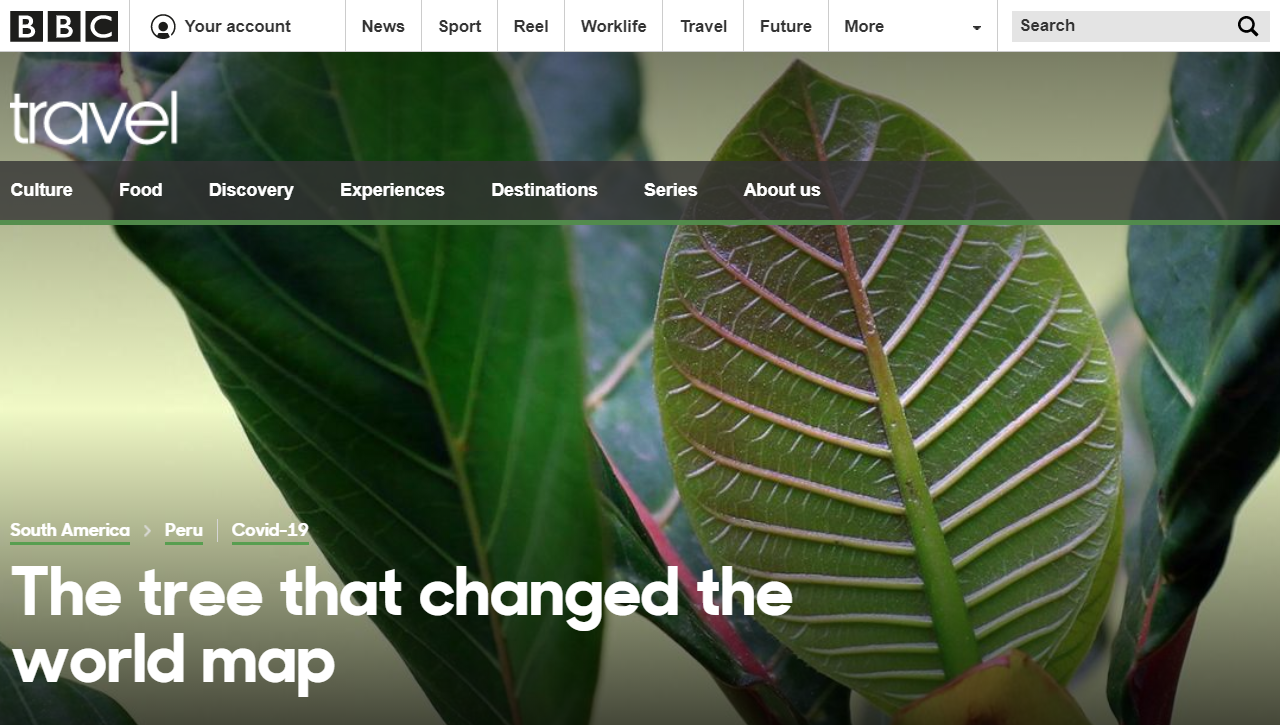 BBC Your account News Sport Reel Worklife Travel Future More Search
travel
Culture Food Discovery Experiences Destinations Series About us
South America Peru Covid-19
The tree that changed the
world map